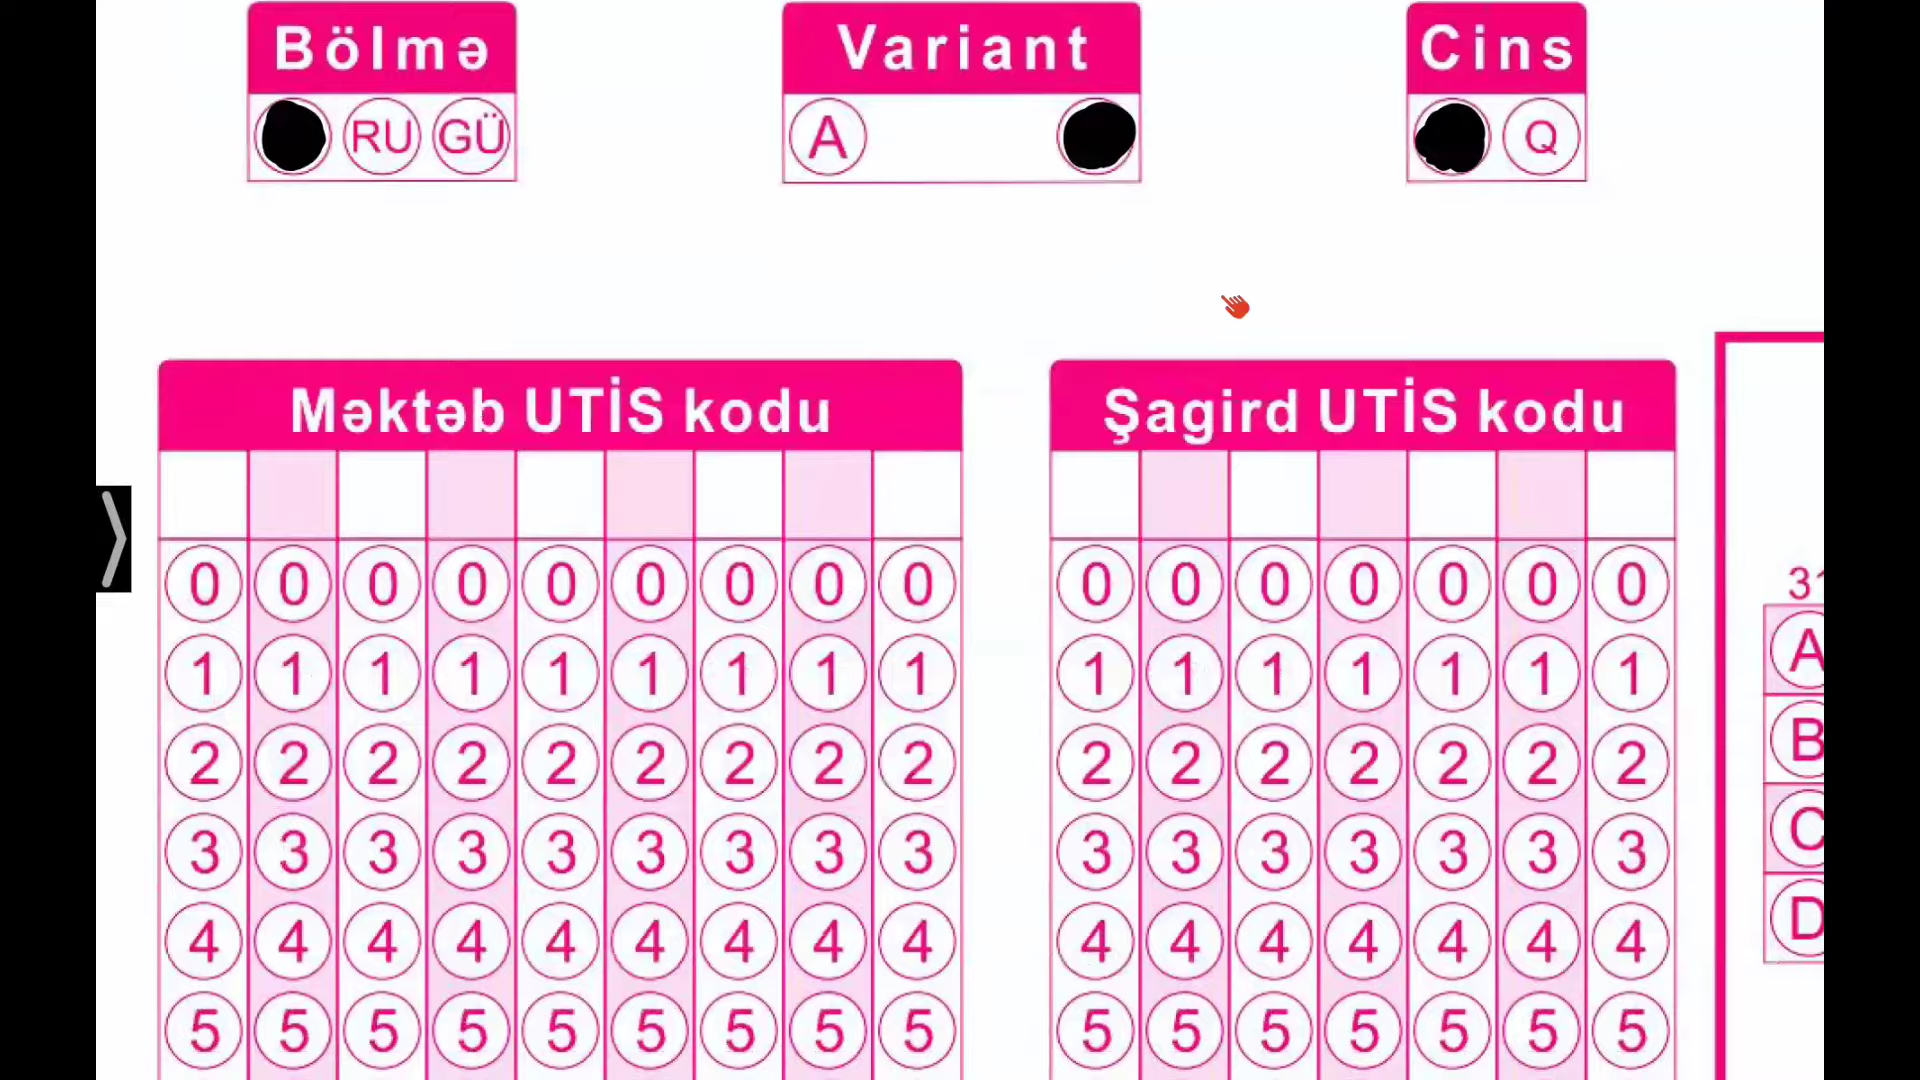 Bölmə Variant Cins
RU GÜ A Q
Məktəb UTİS kodu Şagird UTİS kodu
0 0 0 0 0 0 0 0 0 0 0 0 0 0 0 0
31
1 1 1 1 1 1 1 1 1 1 1 1 1 1 1 1 A
2 2 2 2 2 2 2 2 2 2 2 2 2 2 2 2 B
3 3 3 3 3 3 3 3 3 3 3 3 3 3 3 3 C
4 4 4 4 4 4 4 4 4 4 4 4 4 4 4 4 D
5 5 5 5 5 5 5 5 5 5 5 5 5 5 5 5